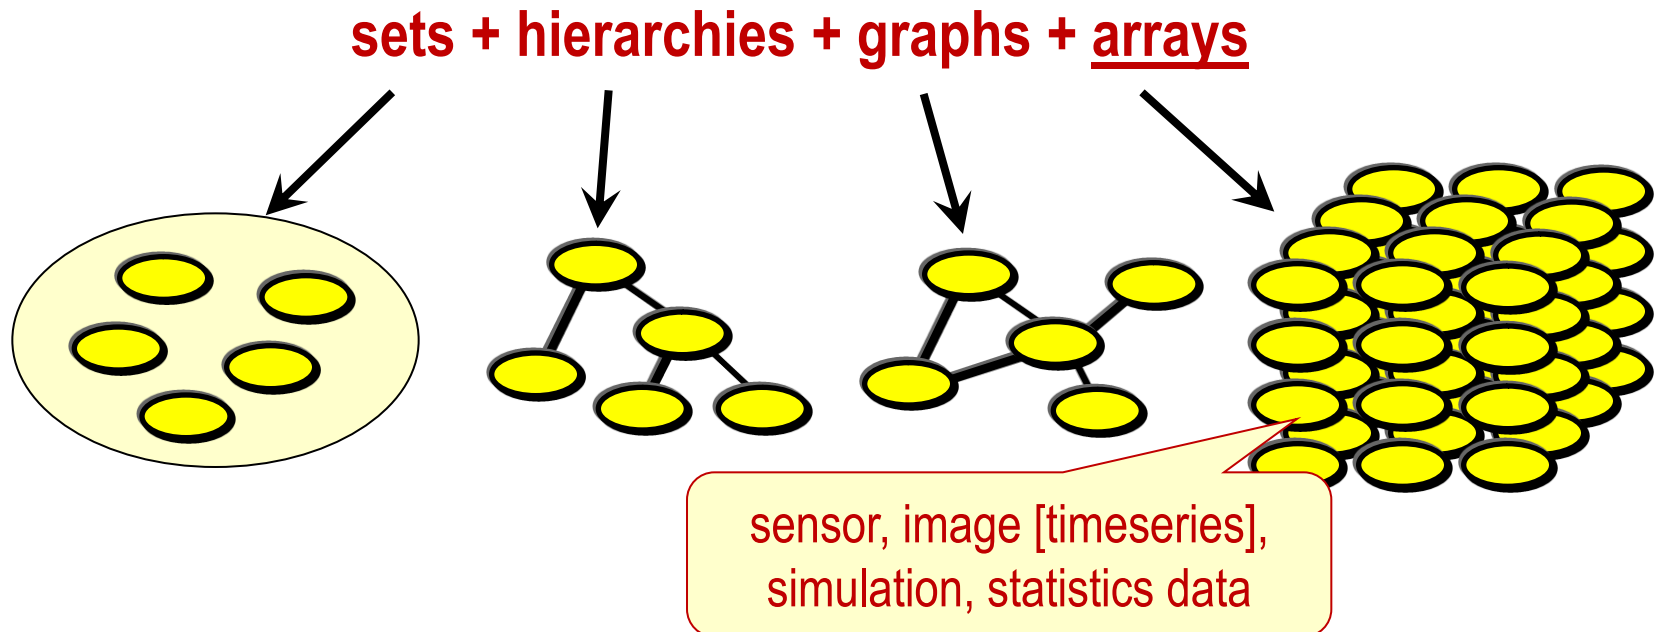 sets + hierarchies + graphs + arrays
sensor, image [timeseries],
simulation, statistics data